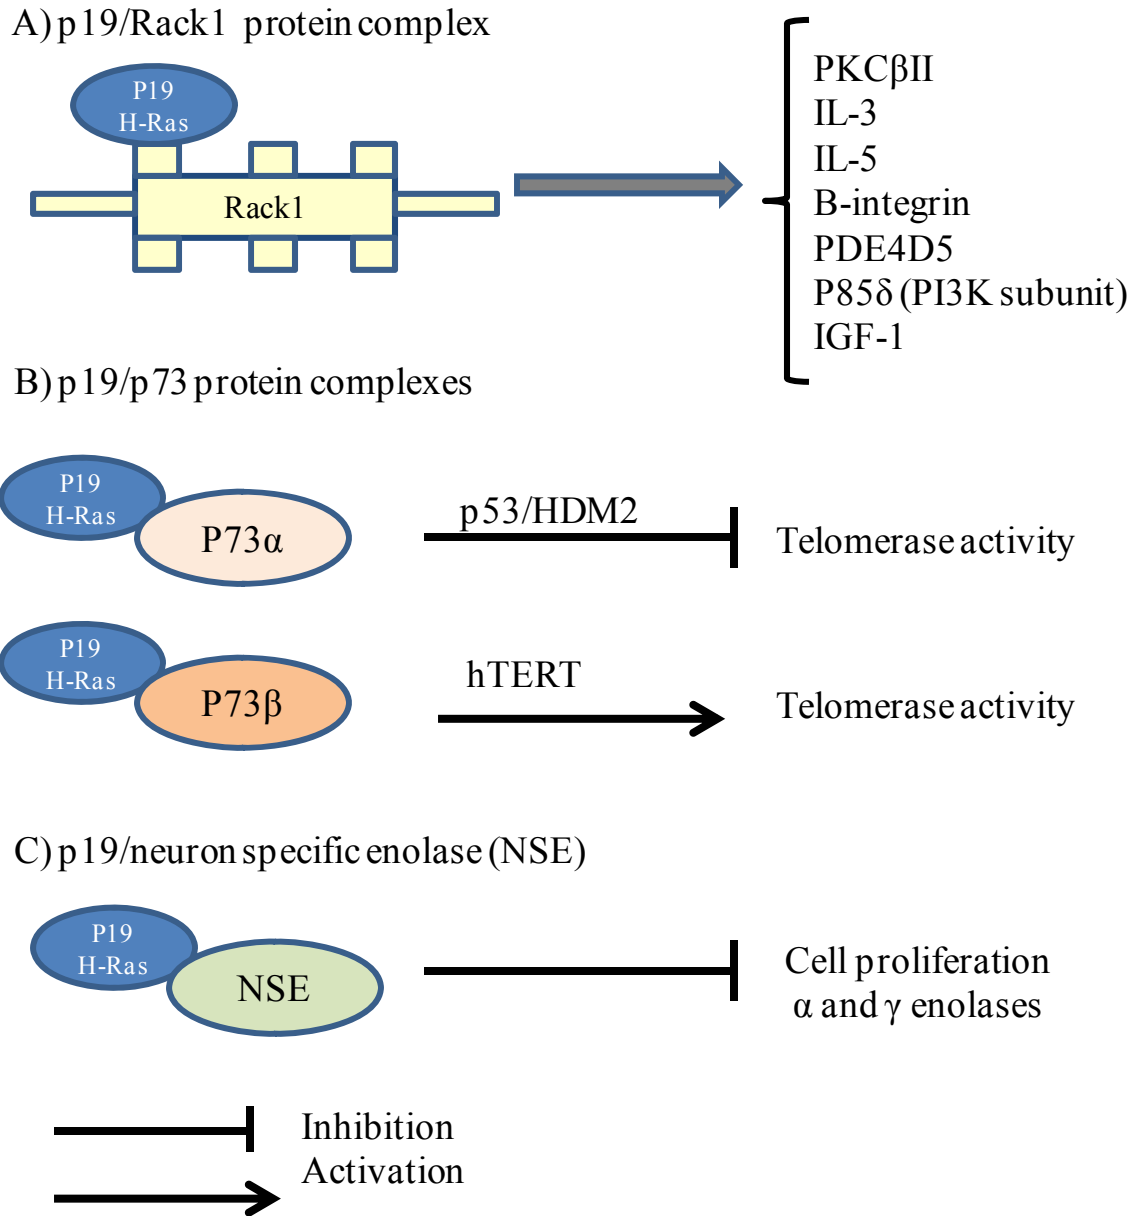 A) p19/Rack1 protein complex
P19
H-Ras
Rack1
PKCβII
IL-3
IL-5
B-integrin
PDE4D5
P85δ (PI3K subunit)
IGF-1
B) p19/p73 protein complexes
P19
H-Ras
P73α
p53/HDM2
Telomerase activity
P19
H-Ras
P73β
hTERT
Telomerase activity
C) p19/neuron specific enolase (NSE)
P19
H-Ras
NSE
Cell proliferation
α and γ enolases
Inhibition
Activation